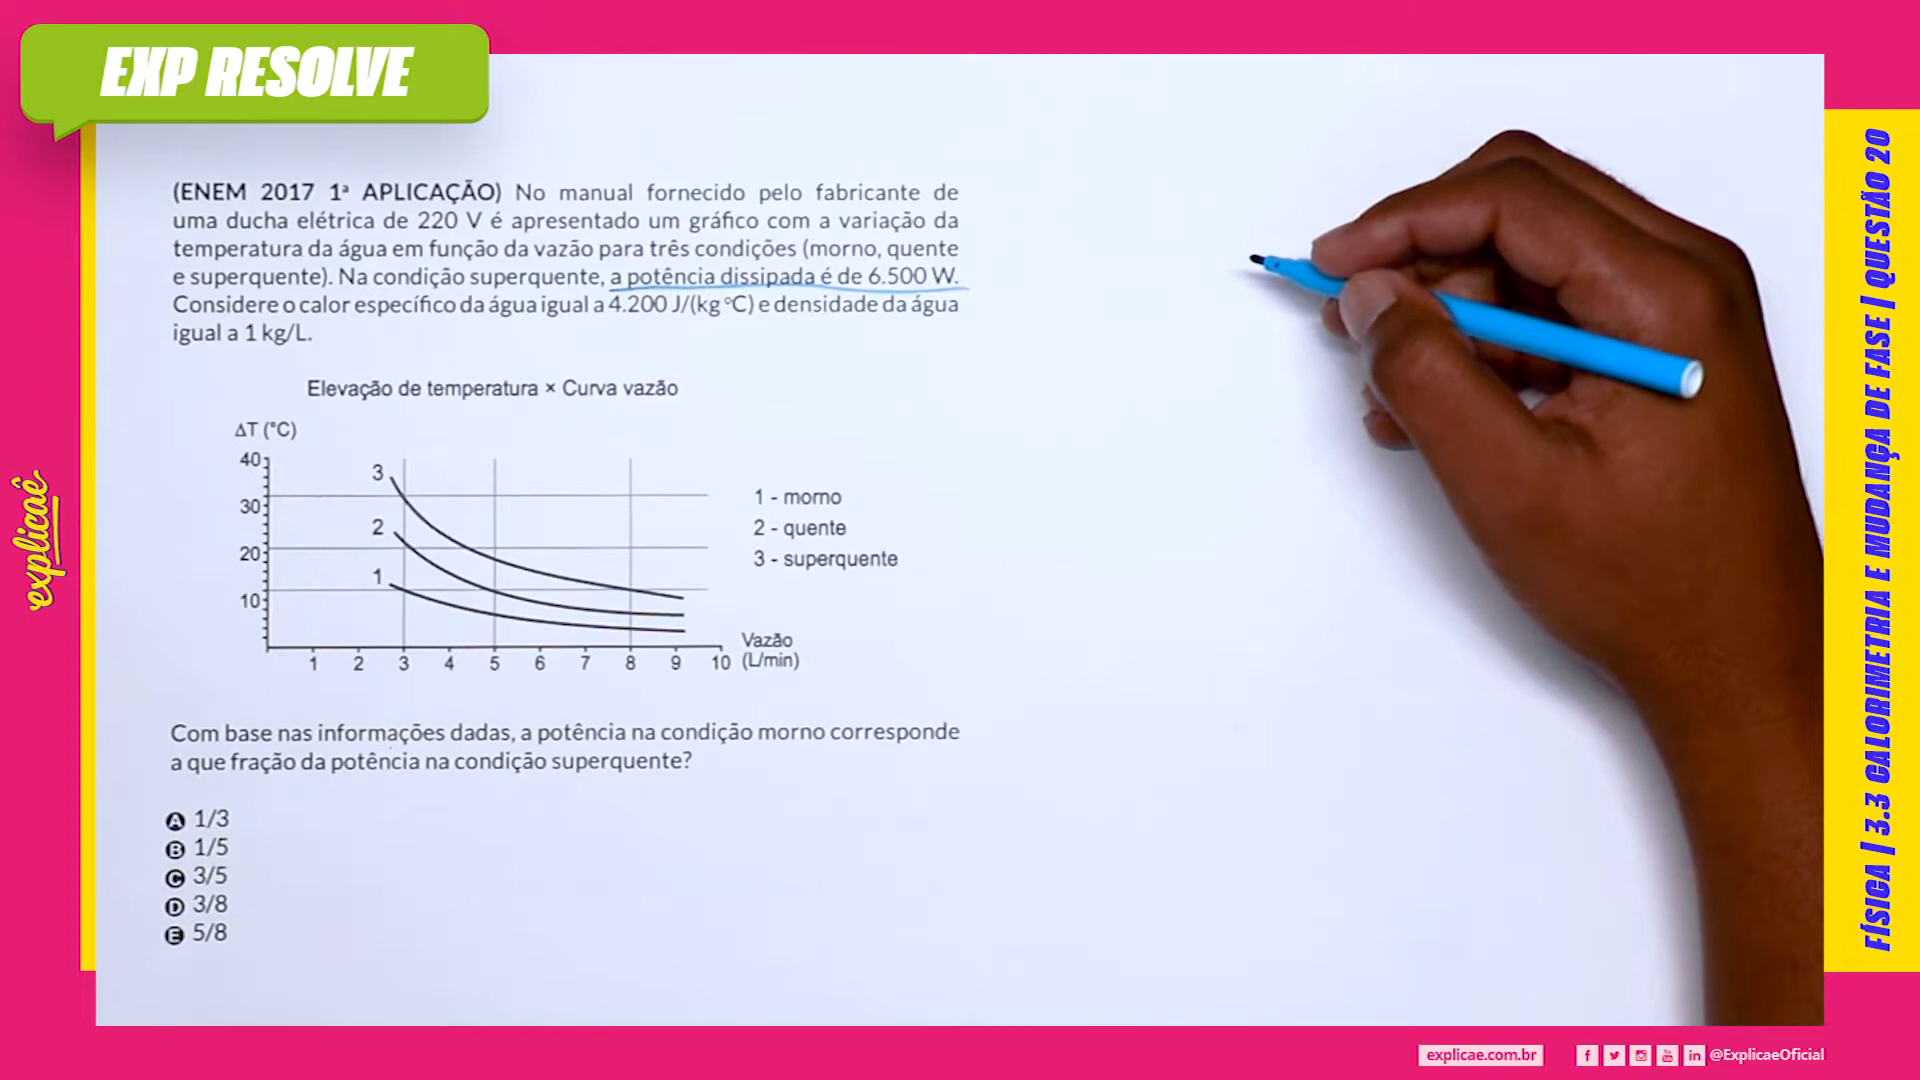 EXP RESOLVE
(ENEM 2017 1ª APLICAÇÃO) No manual fornecido pelo fabricante de
uma ducha elétrica de 220 V é apresentado um gráfico com a variação da
temperatura da água em função da vazão para três condições (morno, quente
e superquente). Na condição superquente, a potência dissipada é de 6.500 W.
Considere o calor específico da água igual a 4.200 J/(kg °C) e densidade da água
igual a 1 kg/L.
Elevação de temperatura × Curva vazão
ΔT (°C)
40
30
20
10
3
2
1
1 - morno
2 - quente
3 - superquente
1 2 3 4 5 6 7 8 9 10
Vazão
(L/min)
Com base nas informações dadas, a potência na condição morno corresponde
a que fração da potência na condição superquente?
A 1/3
B 1/5
C 3/5
D 3/8
E 5/8
explicaê
FÍSICA | 3.3 CALORIMETRIA E MUDANÇA DE FASE | QUESTÃO 20
explicae.com.br
@ExplicaeOficial